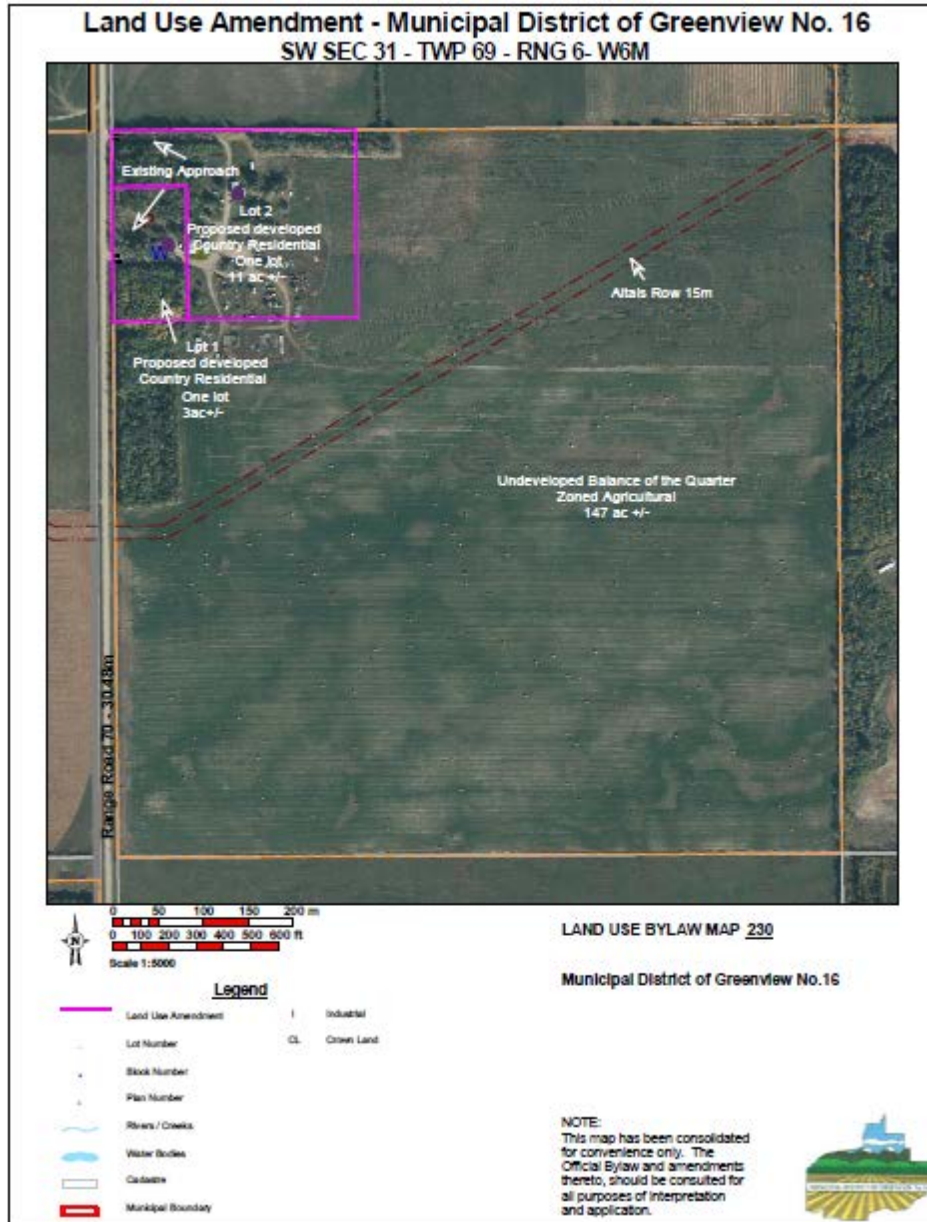 Land Use Amendment - Municipal District of Greenview No. 16
SW SEC 31 - TWP 69 - RNG 6- W6M
Existing Approach
Lot 2
Proposed developed
Country Residential
One lot
11 ac +/-
W
Altalis Row 15m
Lot 1
Proposed developed
Country Residential
One lot
3ac+/-
Undeveloped Balance of the Quarter
Zoned Agricultural
147 ac +/-
Range Road 70 - 30.48m
0 50 100 150 200 m
0 100 200 300 400 500 600 ft
Scale 1:5000
N
LAND USE BYLAW MAP 230
Municipal District of Greenview No.16
Legend
Land Use Amendment
I Industrial
Lot Number
CL Crown Land
Block Number
Plan Number
Rivers / Creeks
Water Bodies
Cadastre
Municipal Boundary
NOTE:
This map has been consolidated
for convenience only. The
Official Bylaw and amendments
thereto, should be consulted for
all purposes of interpretation
and application.